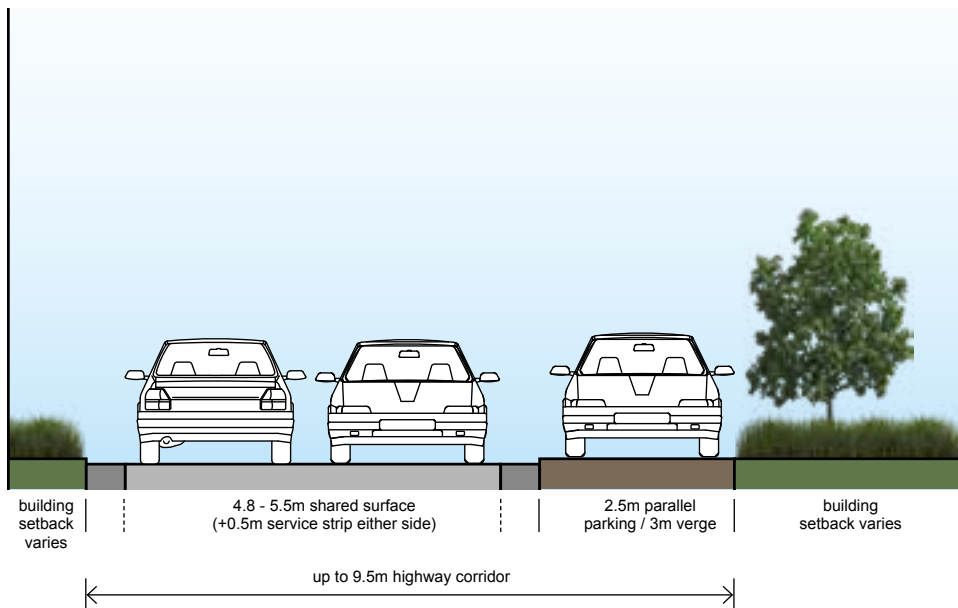 building
setback
varies
4.8 - 5.5m shared surface
(+0.5m service strip either side)
2.5m parallel
parking / 3m verge
building
setback varies
up to 9.5m highway corridor